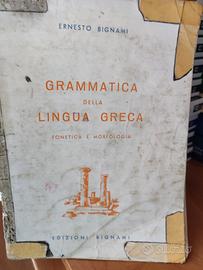 ERNESTO BIGNAMI
GRAMMATICA
DELLA
LINGUA GRECA
FONETICA E MORFOLOGIA
EDIZIONI BIGNAMI